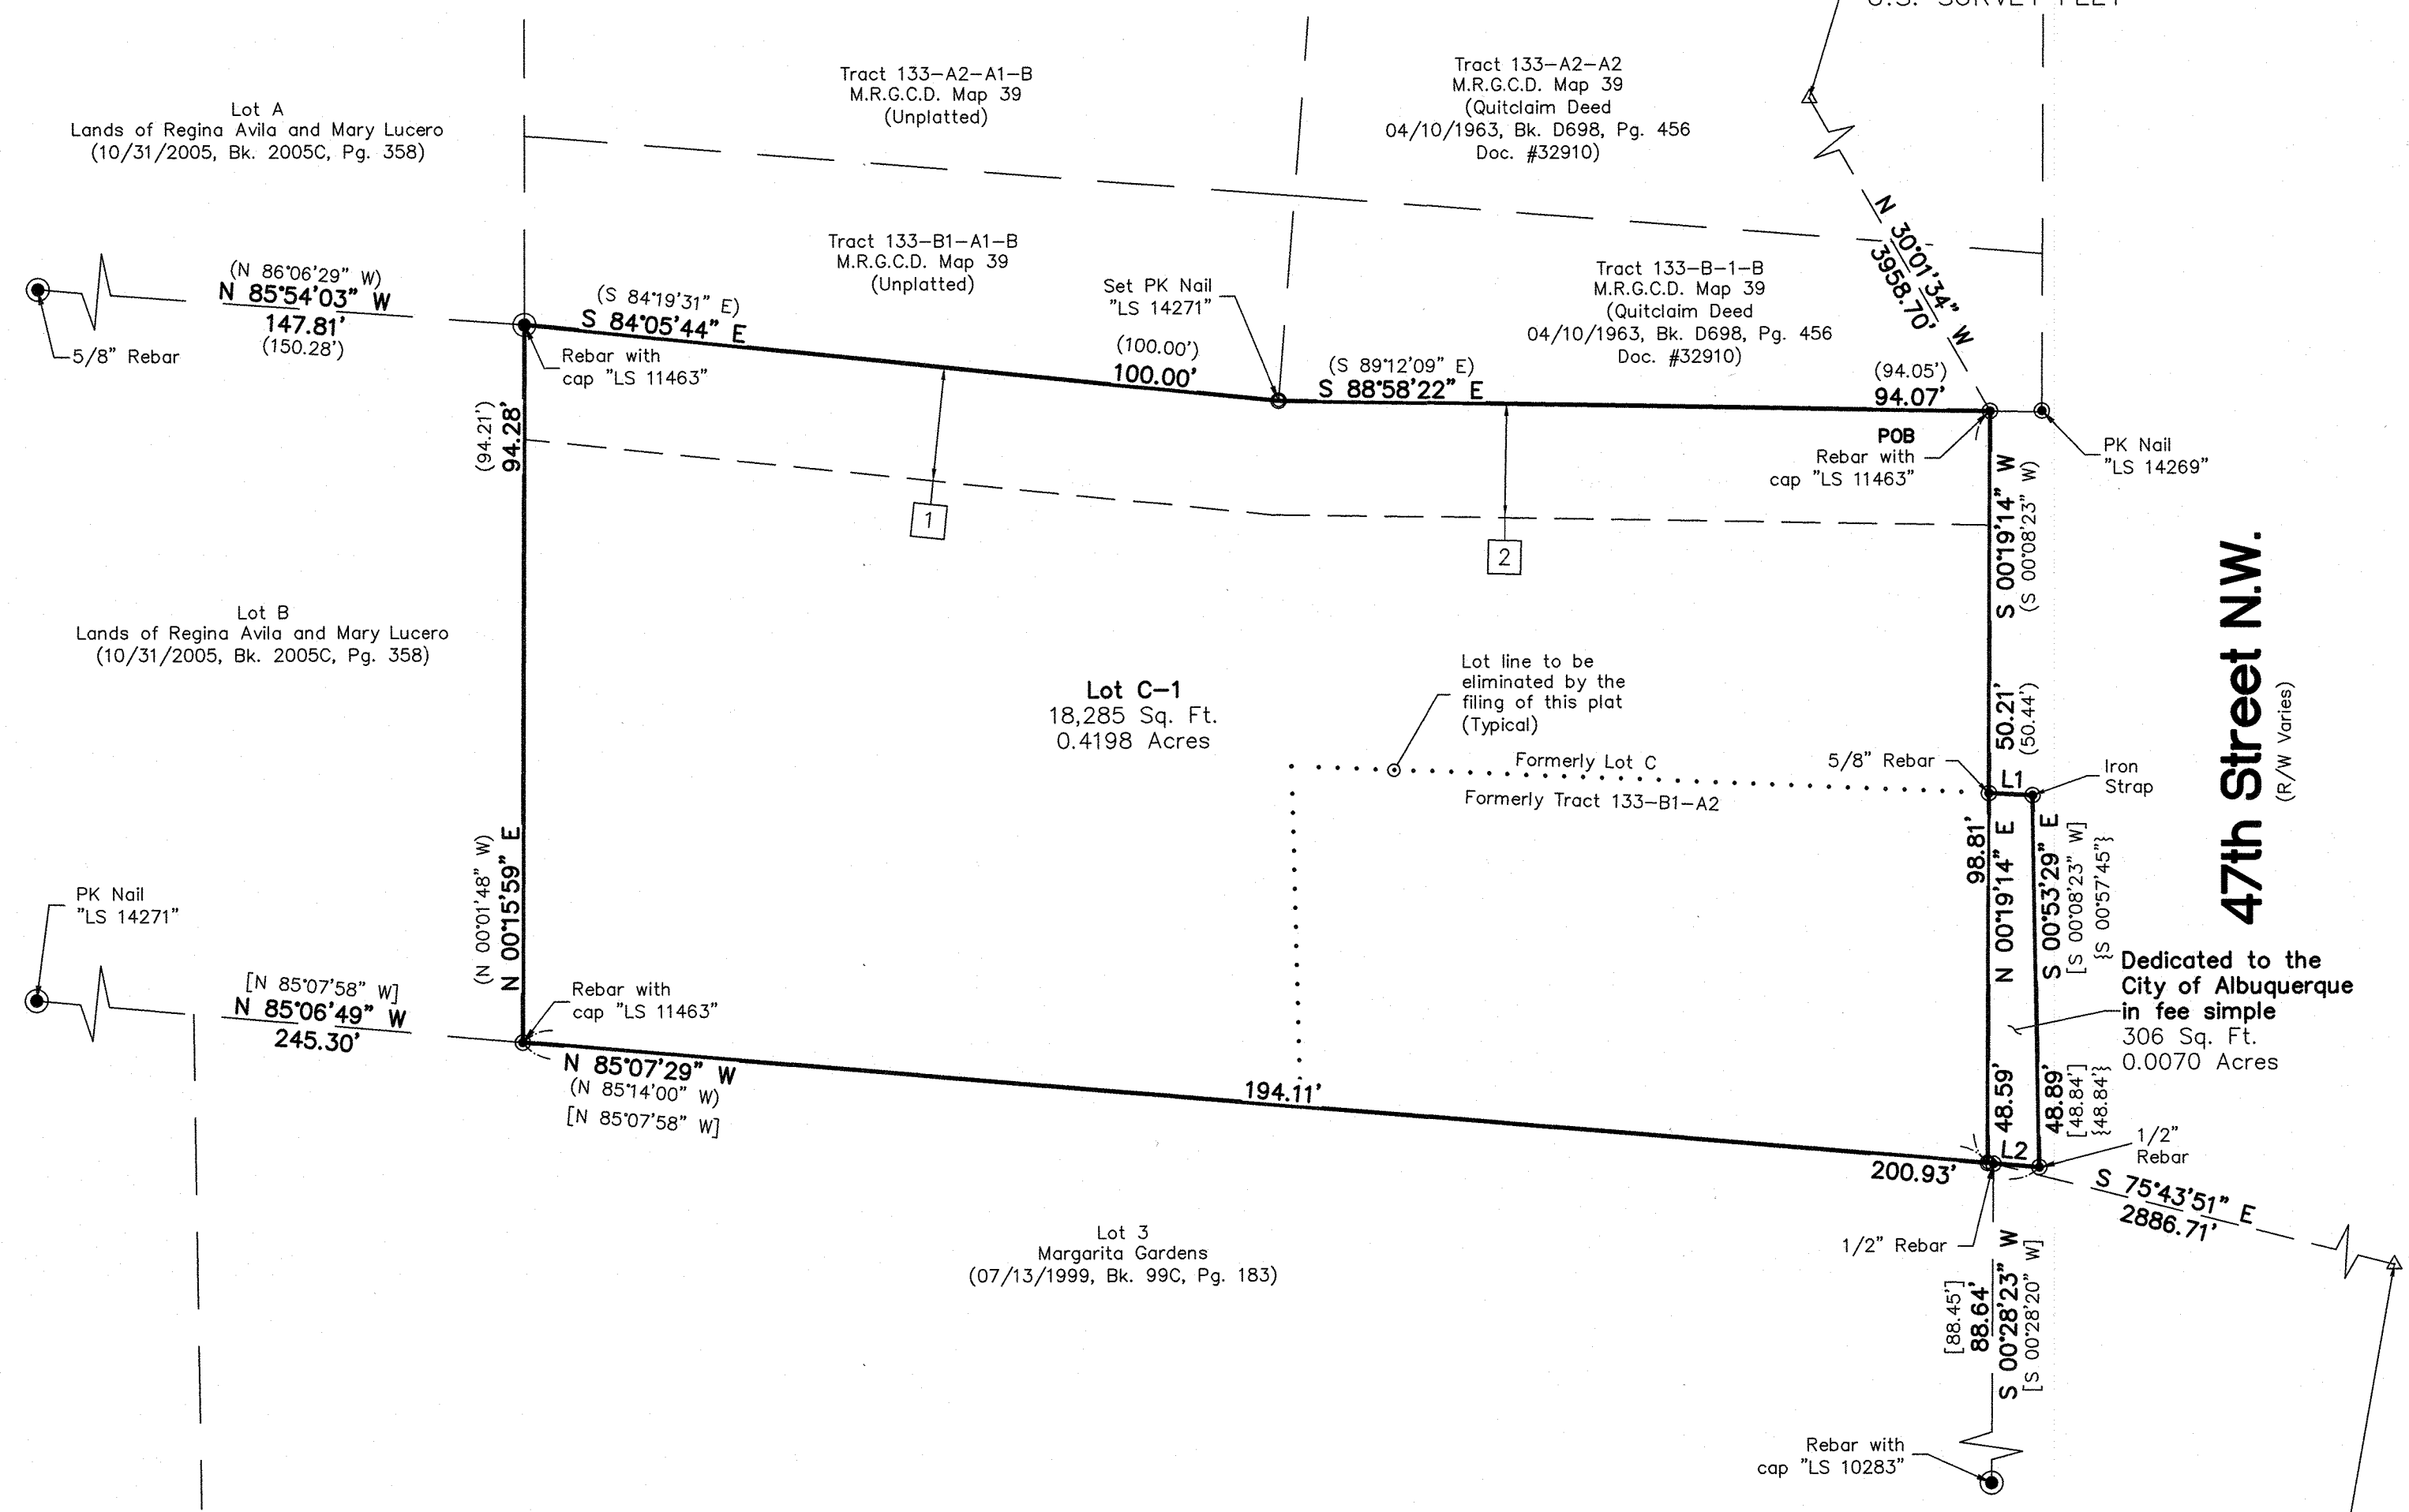 U.S. SURVEY FEET
Lot A
Lands of Regina Avila and Mary Lucero
(10/31/2005, Bk. 2005C, Pg. 358)
Tract 133-A2-A1-B
M.R.G.C.D. Map 39
(Unplatted)
Tract 133-A2-A2
M.R.G.C.D. Map 39
(Quitclaim Deed
04/10/1963, Bk. D698, Pg. 456
Doc. #32910)
N 30°01'34" W
3958.70'
(N 86°06'29" W)
N 85°54'03" W
147.81'
(150.28')
5/8" Rebar
Tract 133-B1-A1-B
M.R.G.C.D. Map 39
(Unplatted)
(S 84°19'31" E)
S 84°05'44" E
Rebar with
cap "LS 11463"
(100.00')
100.00'
Set PK Nail
"LS 14271"
Tract 133-B-1-B
M.R.G.C.D. Map 39
(Quitclaim Deed
04/10/1963, Bk. D698, Pg. 456
Doc. #32910)
(S 89°12'09" E)
S 88°58'22" E
(94.05')
94.07'
POB
Rebar with
cap "LS 11463"
PK Nail
"LS 14269"
(94.21')
94.28'
1
2
S 00°19'14" W
(S 00°08'23" W)
50.21'
(50.44')
47th Street N.W.
(R/W Varies)
Lot B
Lands of Regina Avila and Mary Lucero
(10/31/2005, Bk. 2005C, Pg. 358)
Lot C-1
18,285 Sq. Ft.
0.4198 Acres
Lot line to be
eliminated by the
filing of this plat
(Typical)
Formerly Lot C
Formerly Tract 133-B1-A2
5/8" Rebar
L1
Iron
Strap
98.81'
N 00°19'14" E
48.59'
S 00°53'29" E
48.89'
[S 00°08'23" W]
[48.84']
{S 00°57'45"}
{48.84'}
Dedicated to the
City of Albuquerque
in fee simple
306 Sq. Ft.
0.0070 Acres
(N 00°01'48" W)
N 00°15'59" E
PK Nail
"LS 14271"
[N 85°07'58" W]
N 85°06'49" W
245.30'
Rebar with
cap "LS 11463"
N 85°07'29" W
(N 85°14'00" W)
[N 85°07'58" W]
194.11'
200.93'
L2
1/2"
Rebar
S 75°43'51" E
2886.71'
1/2" Rebar
Lot 3
Margarita Gardens
(07/13/1999, Bk. 99C, Pg. 183)
[88.45']
88.64'
S 00°28'23" W
[S 00°28'20" W]
Rebar with
cap "LS 10283"